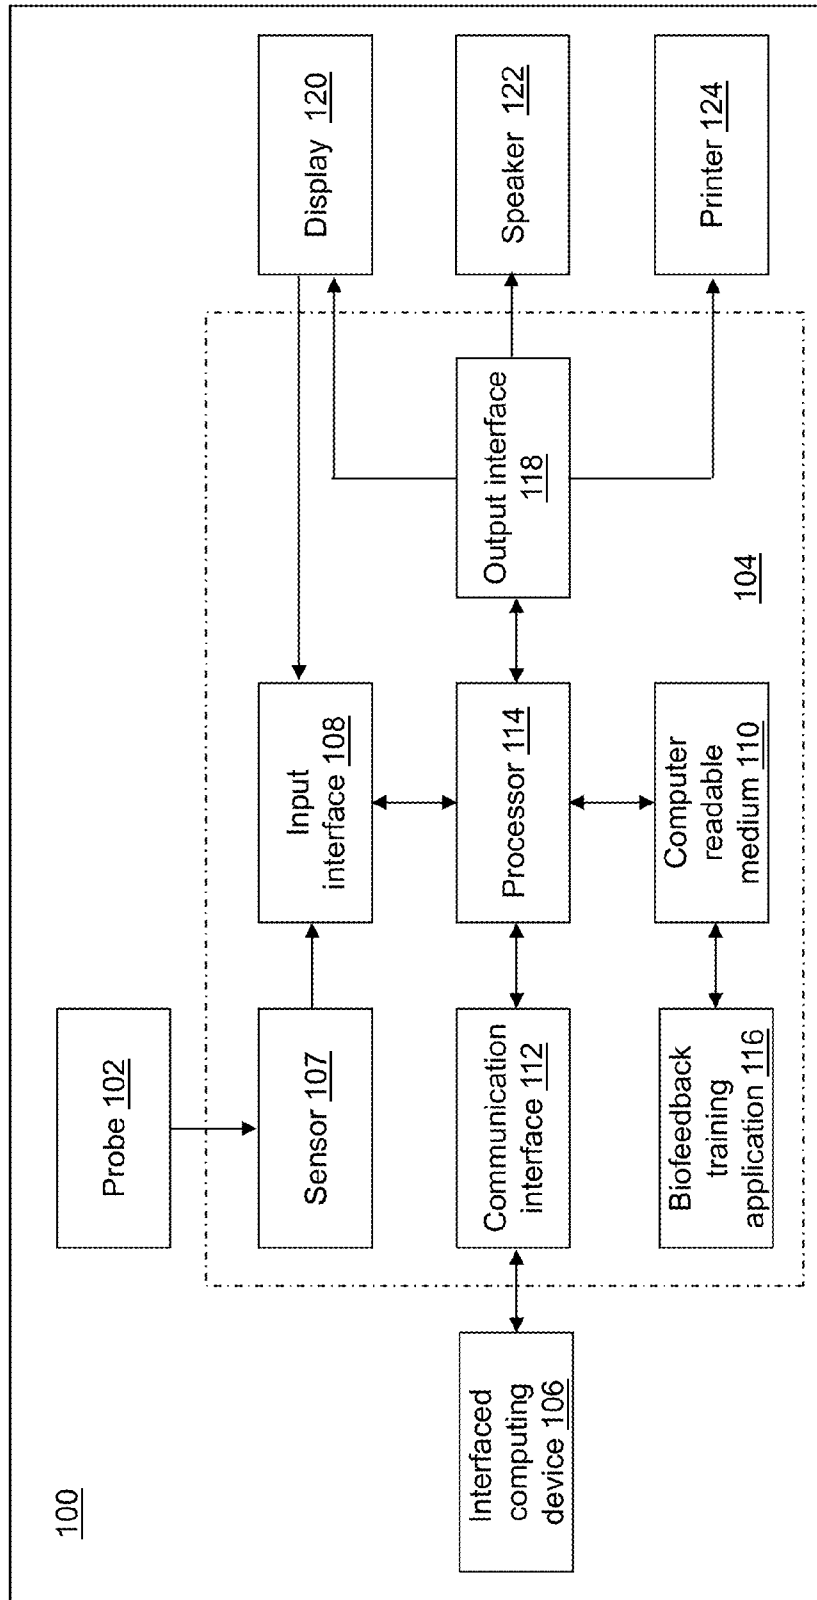 100
Probe 102
Display 120
Sensor 107
Input
interface 108
Interfaced
computing
device 106
Communication
interface 112
Processor 114
Output interface
118
Speaker 122
Biofeedback
training
application 116
Computer
readable
medium 110
104
Printer 124